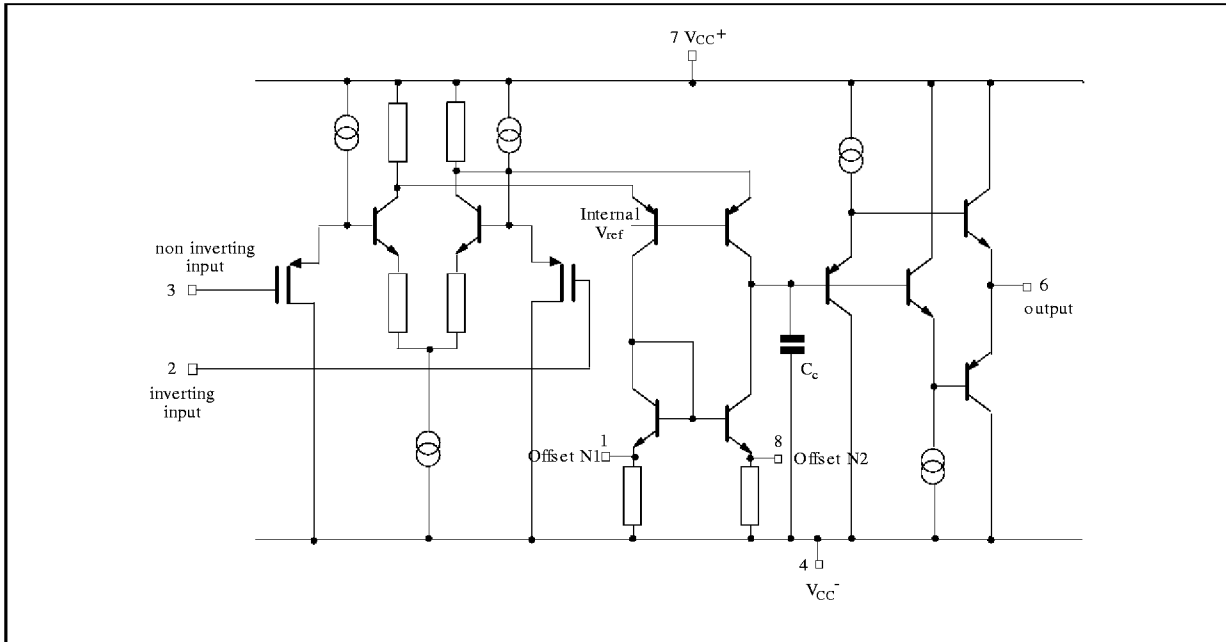 7 VCC+
non inverting
input
3
2
inverting
input
Internal
Vref
1
Offset N1
8
Offset N2
Cc
6
output
4
VCC-